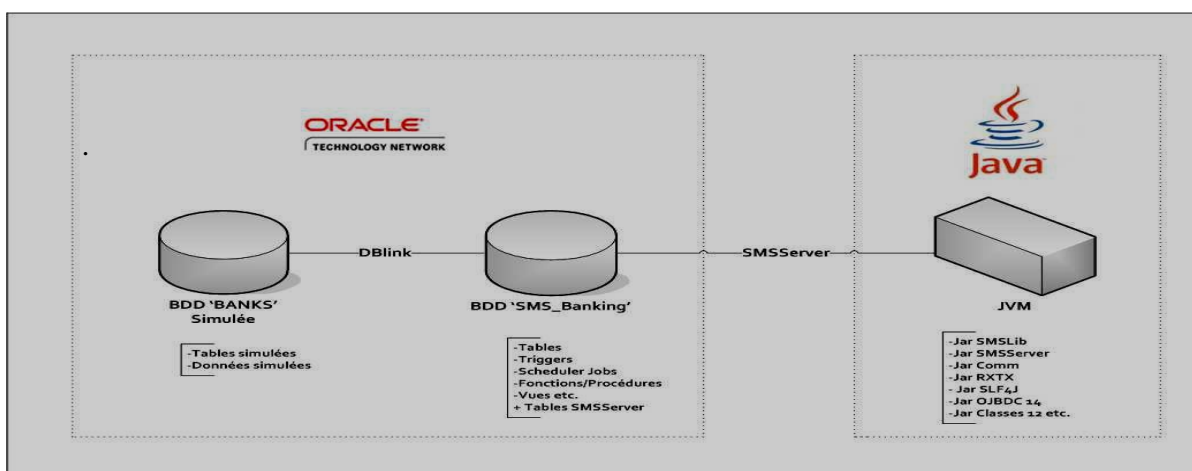 ORACLE
TECHNOLOGY NETWORK
Java
DBlink
SMSServer
BDD 'BANKS'
Simulée
BDD 'SMS_Banking'
JVM
-Tables simulées
-Données simulées
-Tables
-Triggers
-Scheduler Jobs
-Fonctions/Procédures
-Vues etc.
+ Tables SMSServer
-Jar SMSLib
-Jar SMSServer
-Jar Comm
-Jar RXTX
- Jar SLF4J
-Jar OJBDC 14
-Jar Classes 12 etc.